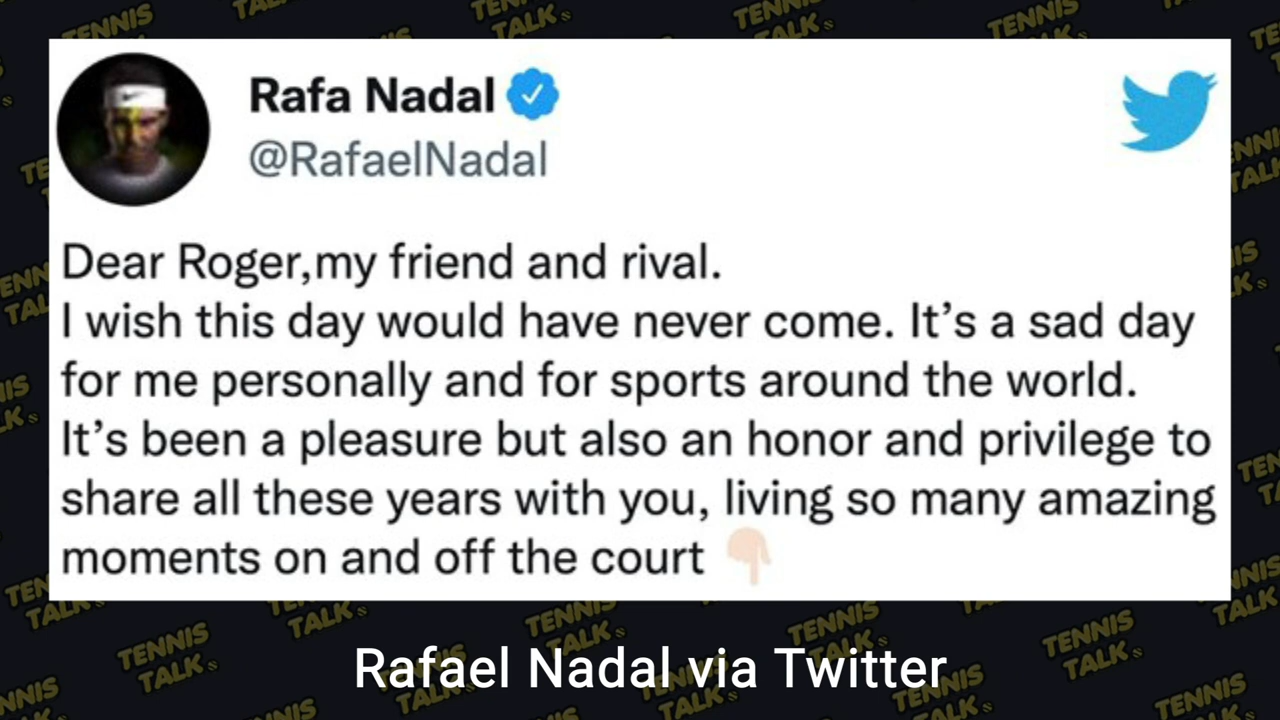 Rafa Nadal
@RafaelNadal
Dear Roger,my friend and rival.
I wish this day would have never come. It’s a sad day
for me personally and for sports around the world.
It’s been a pleasure but also an honor and privilege to
share all these years with you, living so many amazing
moments on and off the court 👇🏻
Rafael Nadal via Twitter
TENNIS
TALK